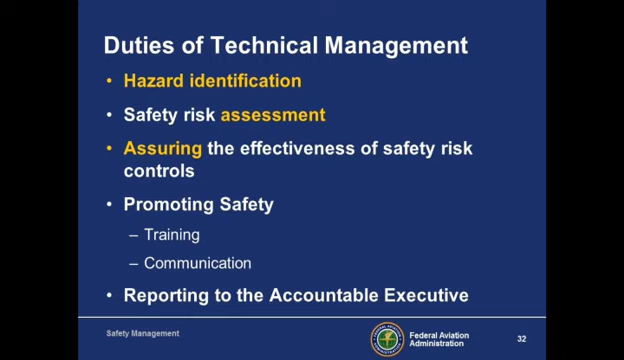 Duties of Technical Management
• Hazard identification
• Safety risk assessment
• Assuring the effectiveness of safety risk
controls
• Promoting Safety
– Training
– Communication
• Reporting to the Accountable Executive
Safety Management
Federal Aviation
Administration
32